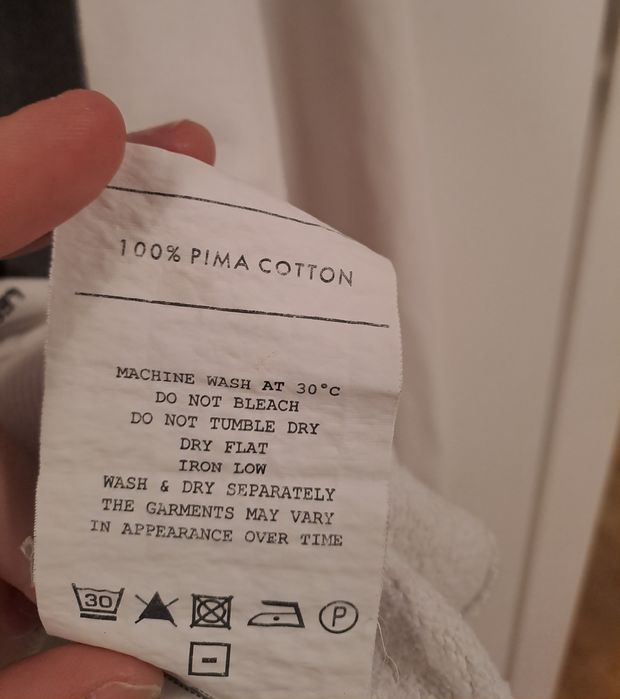 100% PIMA COTTON
MACHINE WASH AT 30°C
DO NOT BLEACH
DO NOT TUMBLE DRY
DRY FLAT
IRON LOW
WASH & DRY SEPARATELY
THE GARMENTS MAY VARY
IN APPEARANCE OVER TIME
30 P